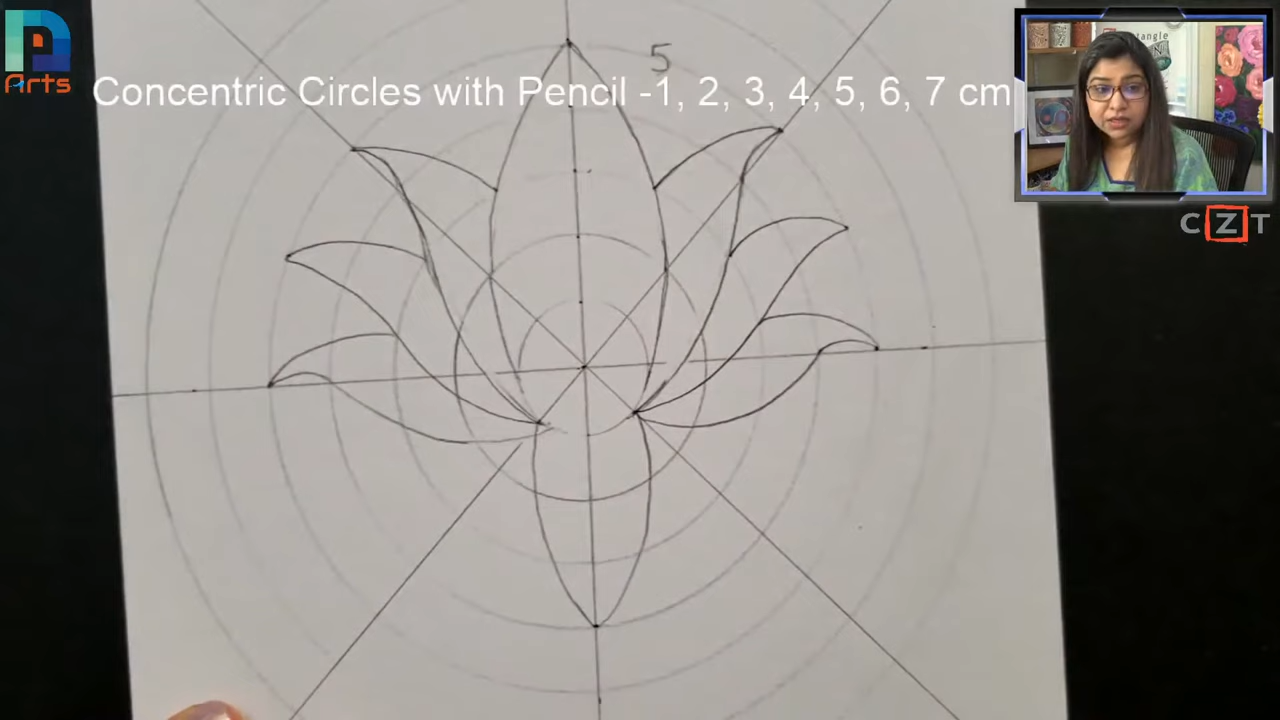 Arts
5
Concentric Circles with Pencil -1, 2, 3, 4, 5, 6, 7 cm
CZT